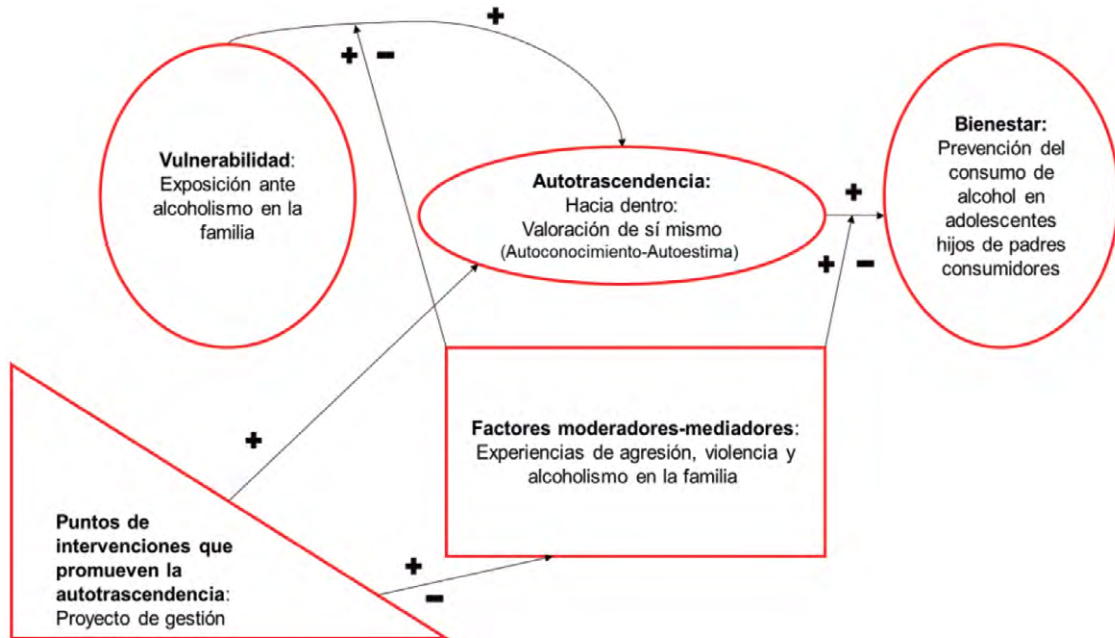 +
+ −
Vulnerabilidad:
Exposición ante
alcoholismo en la
familia
Autotrascendencia:
Hacia dentro:
Valoración de sí mismo
(Autoconocimiento-Autoestima)
+
+ −
Bienestar:
Prevención del
consumo de
alcohol en
adolescentes
hijos de padres
consumidores
+
Factores moderadores-mediadores:
Experiencias de agresión, violencia y
alcoholismo en la familia
Puntos de
intervenciones que
promueven la
autotrascendencia:
Proyecto de gestión
+
−